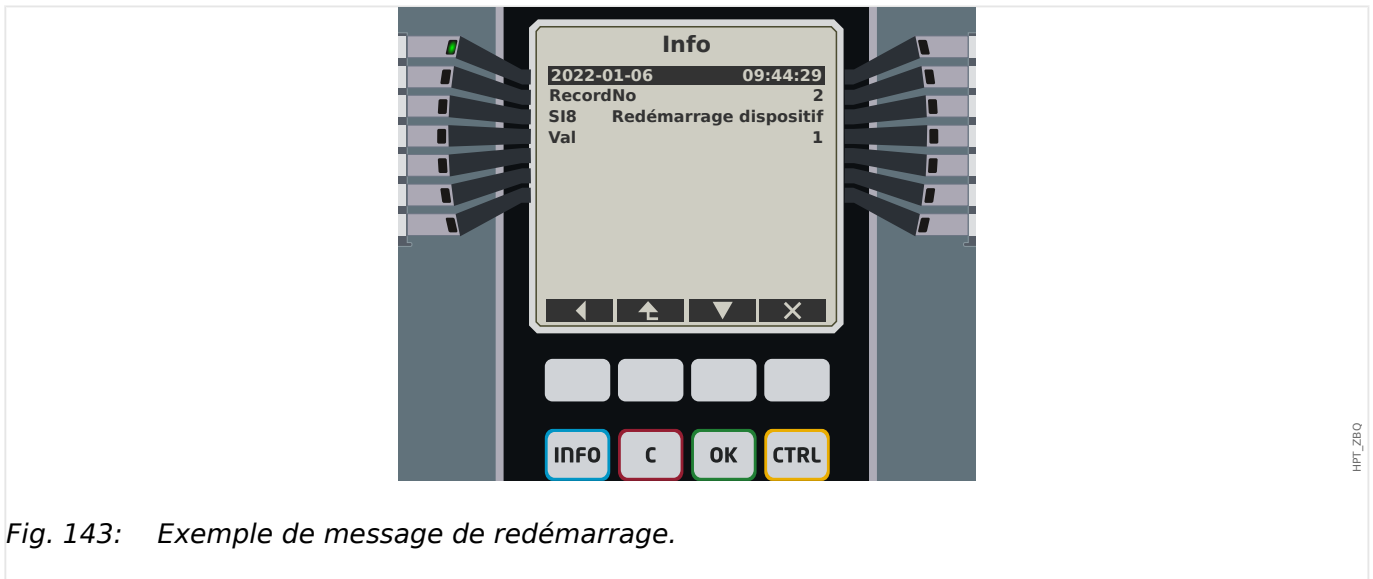 Info
2022-01-06 09:44:29
RecordNo 2
SI8 Redémarrage dispositif
Val 1
INFO C OK CTRL
HPT_ZBQ
Fig. 143: Exemple de message de redémarrage.